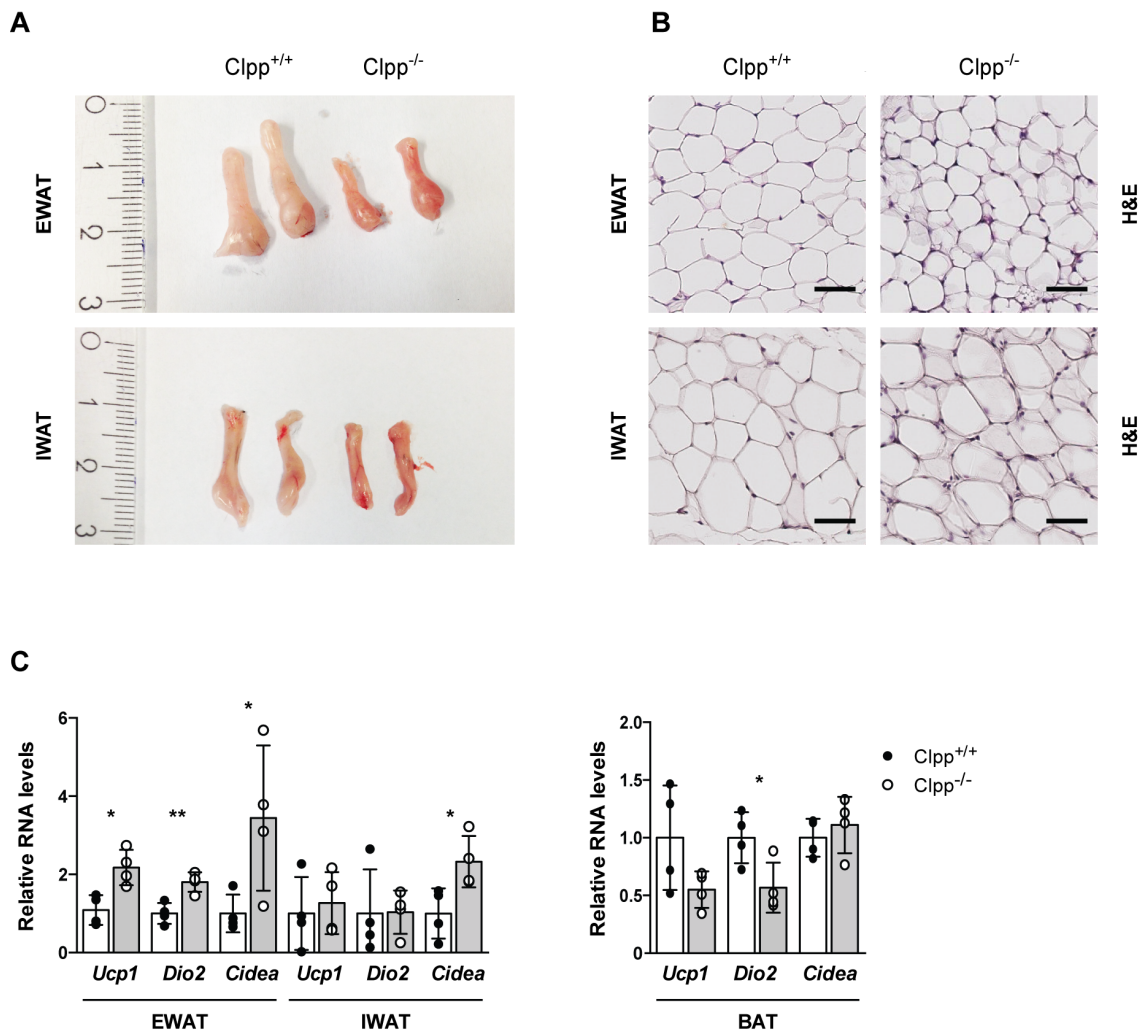 A
B
Clpp+/+
Clpp-/-
Clpp+/+
Clpp-/-
EWAT
0
1
2
3
EWAT
H&E
IWAT
0
1
2
3
IWAT
H&E
C
Relative RNA levels
6
4
2
0
*
**
*
*
Ucp1
Dio2
Cidea
Ucp1
Dio2
Cidea
EWAT
IWAT
Relative RNA levels
2.0
1.5
1.0
0.5
0
*
Ucp1
Dio2
Cidea
BAT
Clpp+/+
Clpp-/-